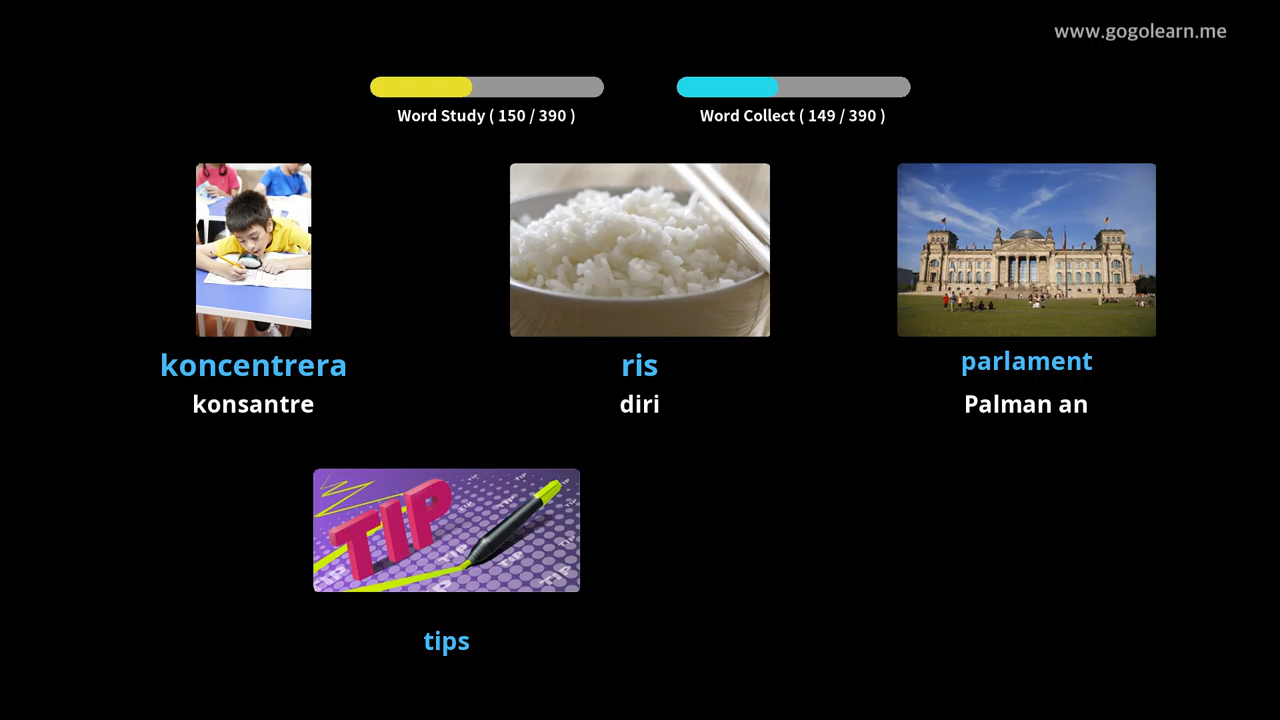 www.gogolearn.me
Word Study ( 150 / 390 )
Word Collect ( 149 / 390 )
koncentrera
konsantre
ris
diri
parlament
Palman an
TIP
tips